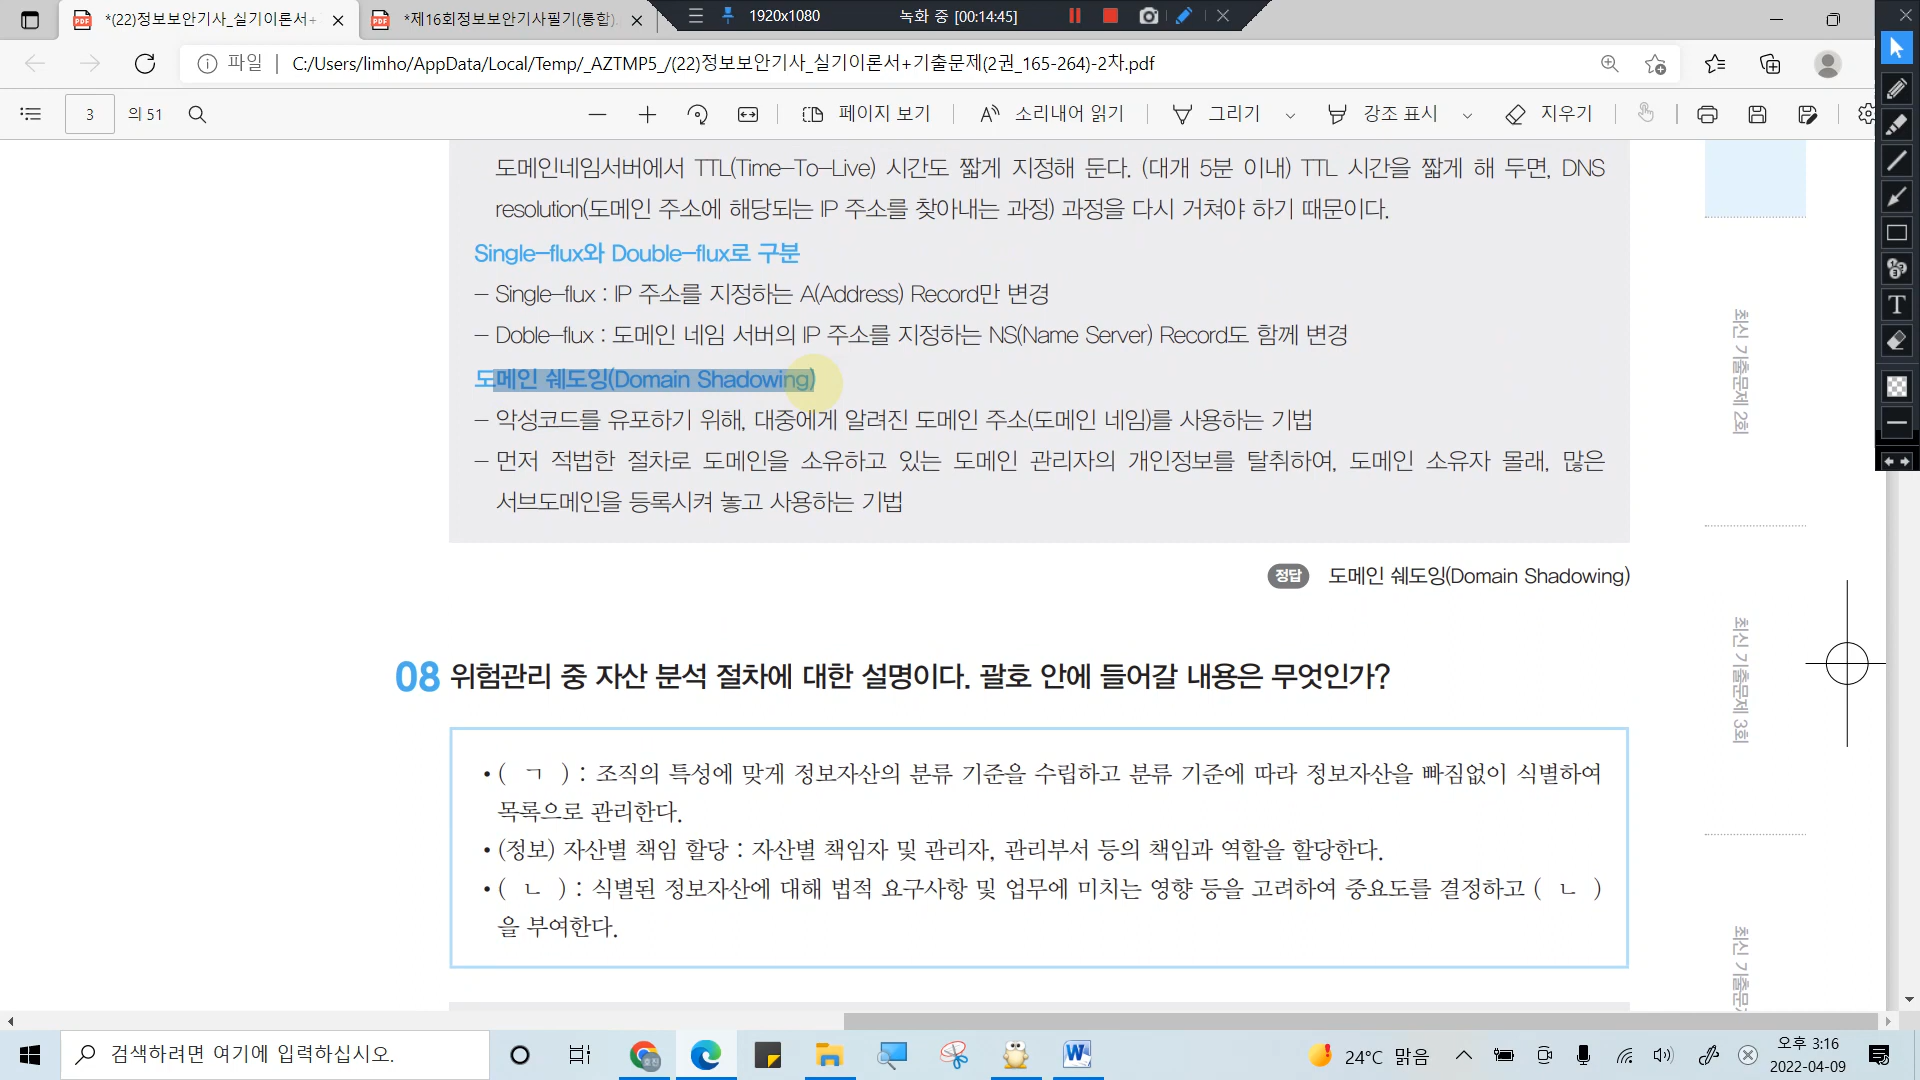 *(22)정보보안기사_실기이론서+
*제16회정보보안기사필기(통합)
1920x1080
녹화 중 [00:14:45]
파일
C:/Users/limho/AppData/Local/Temp/_AZTMP5_/(22)정보보안기사_실기이론서+기출문제(2권_165-264)-2차.pdf
3
의 51
페이지 보기
소리내어 읽기
그리기
강조 표시
지우기
도메인네임서버에서 TTL(Time-To-Live) 시간도 짧게 지정해 둔다. (대개 5분 이내) TTL 시간을 짧게 해 두면, DNS
resolution(도메인 주소에 해당되는 IP 주소를 찾아내는 과정) 과정을 다시 거쳐야 하기 때문이다.
Single-flux와 Double-flux로 구분
- Single-flux : IP 주소를 지정하는 A(Address) Record만 변경
- Doble-flux : 도메인 네임 서버의 IP 주소를 지정하는 NS(Name Server) Record도 함께 변경
도메인 쉐도잉(Domain Shadowing)
- 악성코드를 유포하기 위해, 대중에게 알려진 도메인 주소(도메인 네임)를 사용하는 기법
- 먼저 적법한 절차로 도메인을 소유하고 있는 도메인 관리자의 개인정보를 탈취하여, 도메인 소유자 몰래, 많은
서브도메인을 등록시켜 놓고 사용하는 기법
정답 도메인 쉐도잉(Domain Shadowing)
08 위험관리 중 자산 분석 절차에 대한 설명이다. 괄호 안에 들어갈 내용은 무엇인가?
• ( ㄱ ) : 조직의 특성에 맞게 정보자산의 분류 기준을 수립하고 분류 기준에 따라 정보자산을 빠짐없이 식별하여
목록으로 관리한다.
• (정보) 자산별 책임 할당 : 자산별 책임자 및 관리자, 관리부서 등의 책임과 역할을 할당한다.
• ( ㄴ ) : 식별된 정보자산에 대해 법적 요구사항 및 업무에 미치는 영향 등을 고려하여 중요도를 결정하고 ( ㄴ )
을 부여한다.
최신 기출문제 2회
최신 기출문제 3회
최신 기출문제
검색하려면 여기에 입력하십시오.
24°C 맑음
오후 3:16
2022-04-09